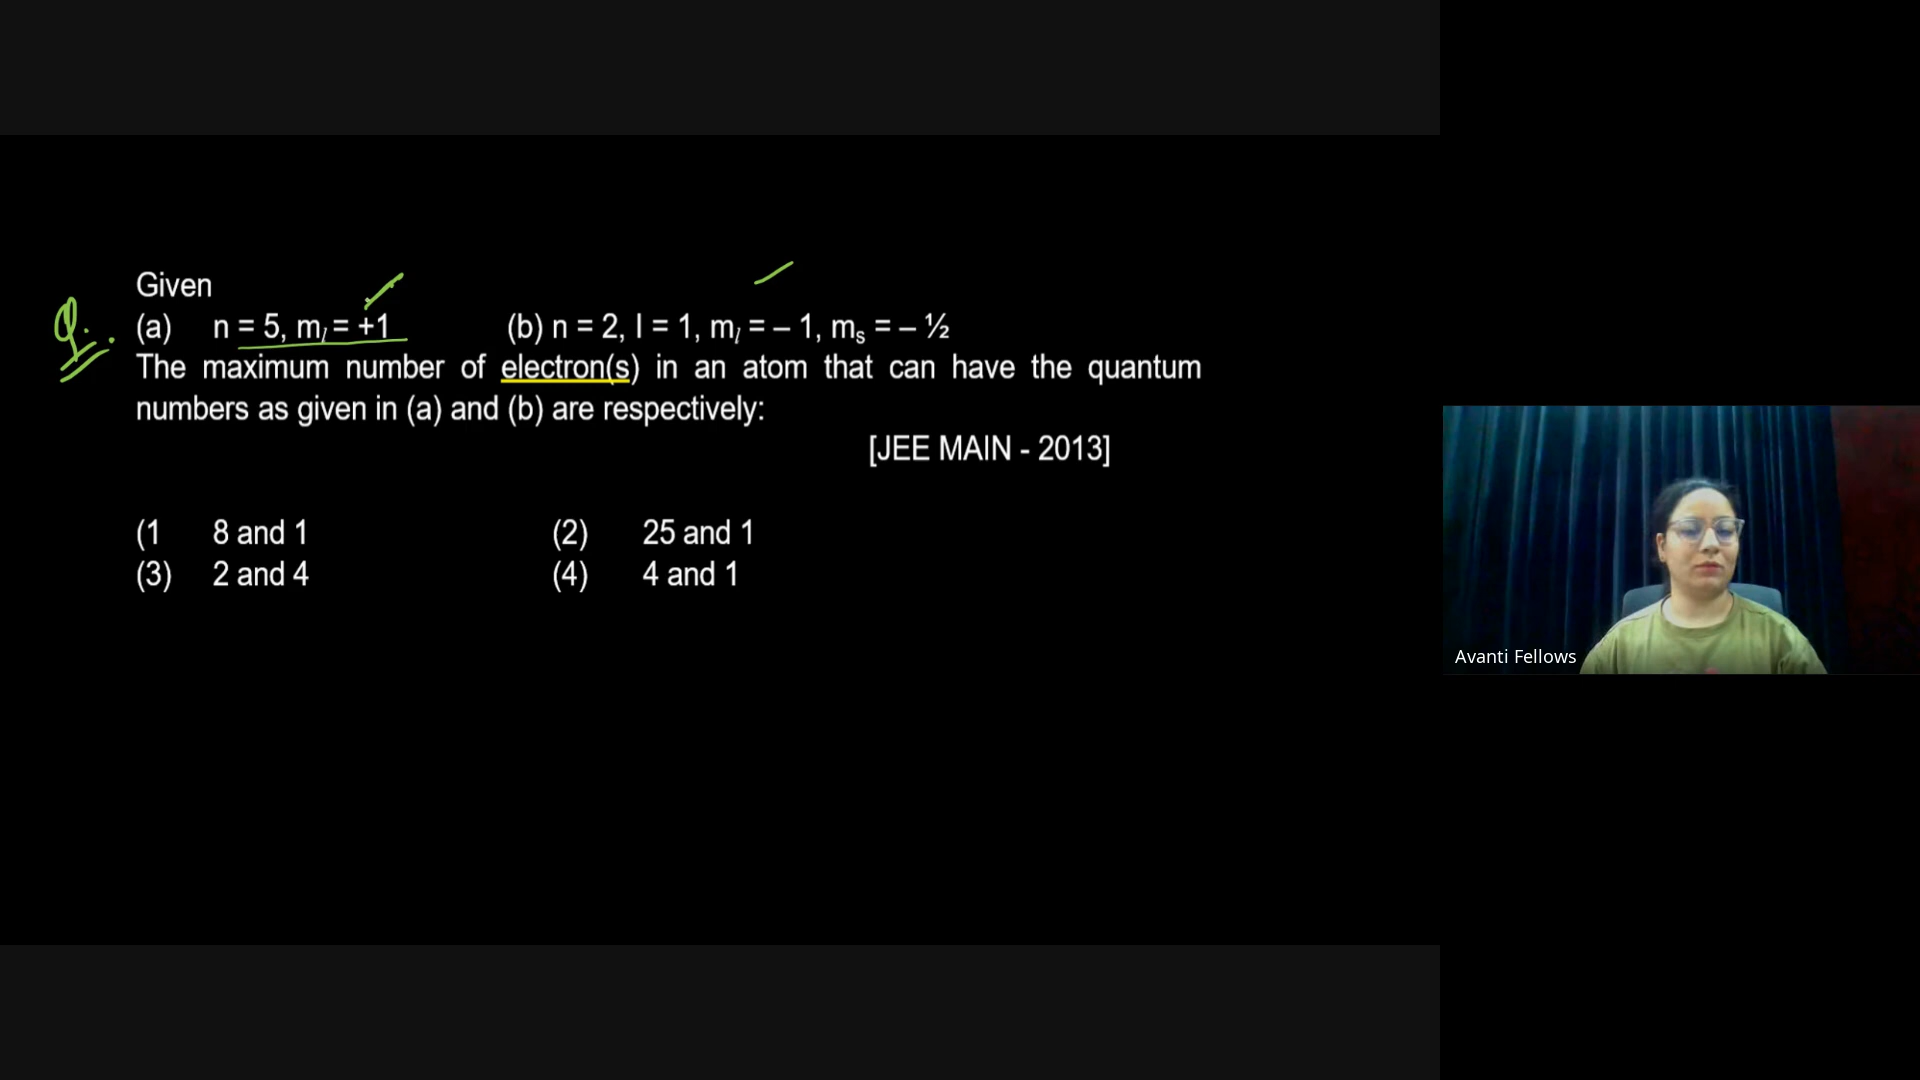 Given
Q. (a) n = 5, mₗ = +1 (b) n = 2, l = 1, mₗ = – 1, mₛ = – ½
The maximum number of electron(s) in an atom that can have the quantum
numbers as given in (a) and (b) are respectively:
[JEE MAIN - 2013]
(1 8 and 1 (2) 25 and 1
(3) 2 and 4 (4) 4 and 1
Avanti Fellows